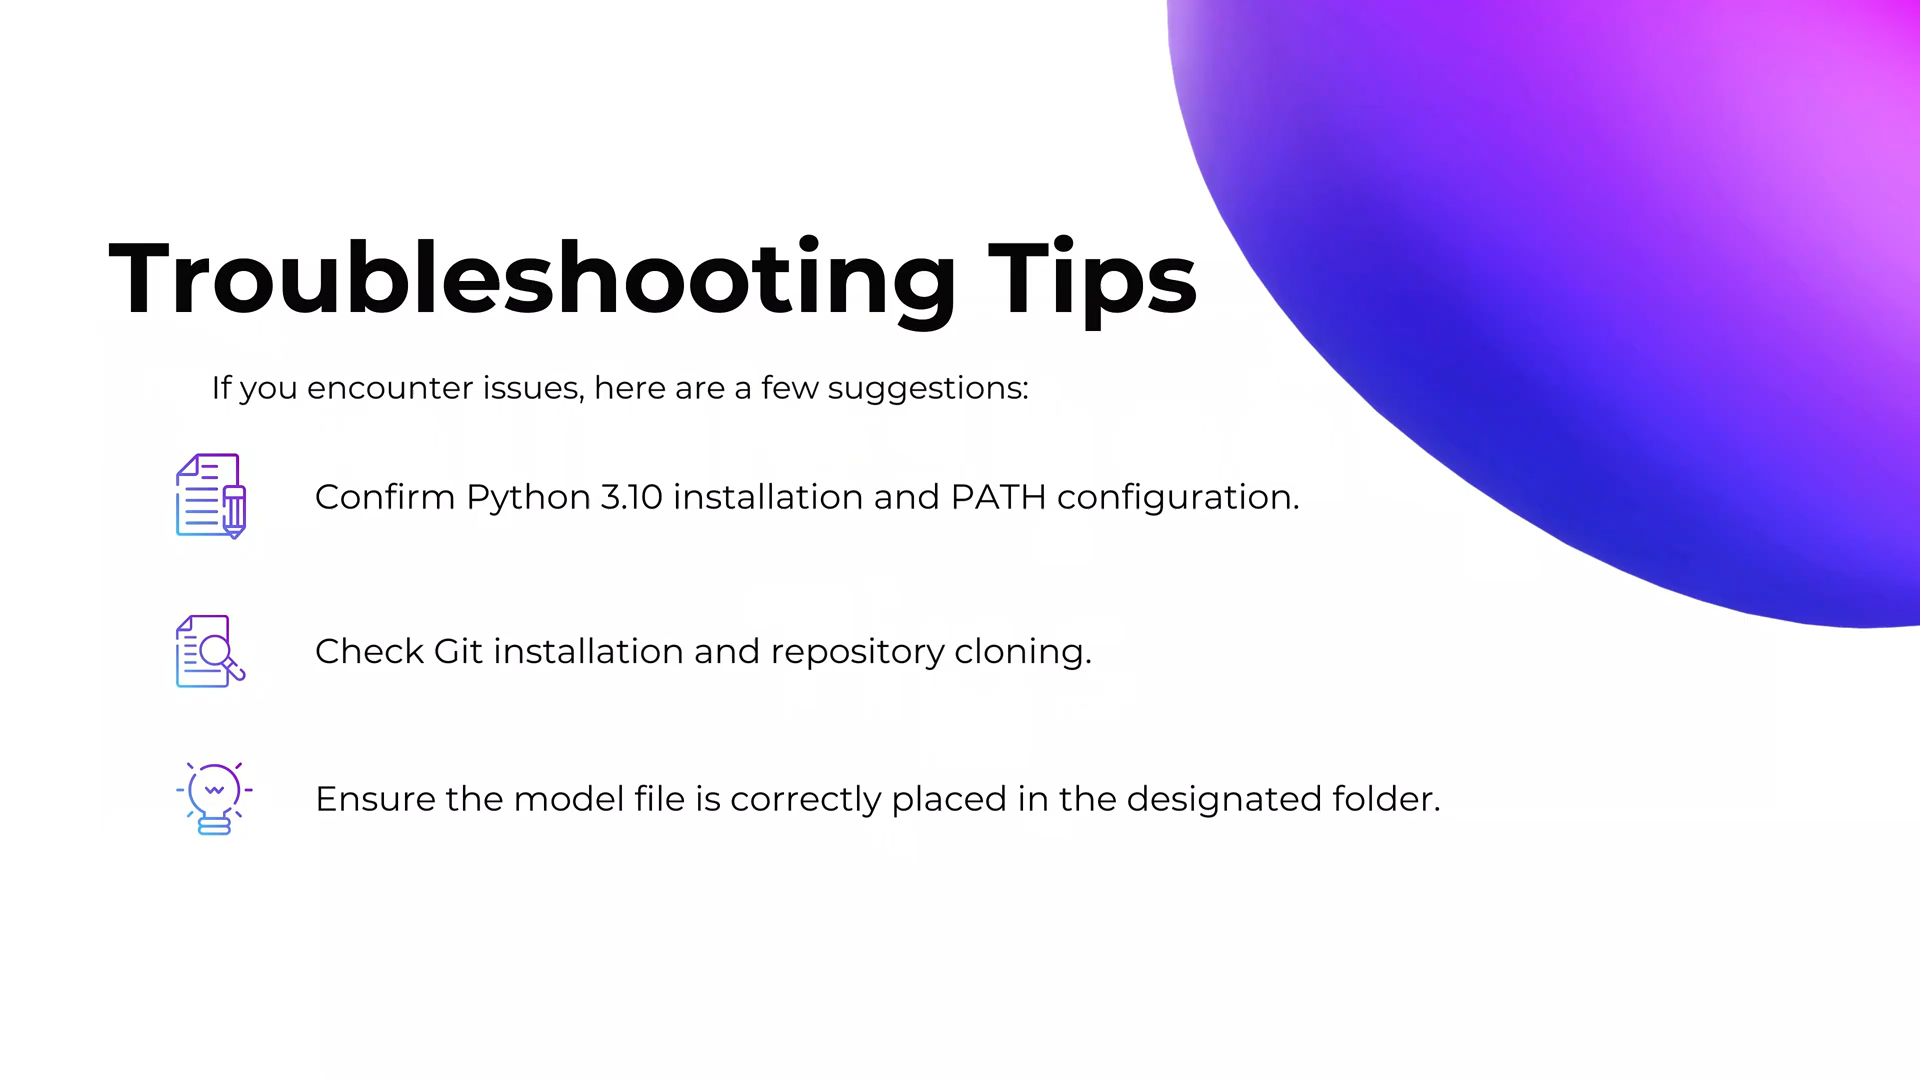 Troubleshooting Tips
If you encounter issues, here are a few suggestions:
Confirm Python 3.10 installation and PATH configuration.
Check Git installation and repository cloning.
Ensure the model file is correctly placed in the designated folder.